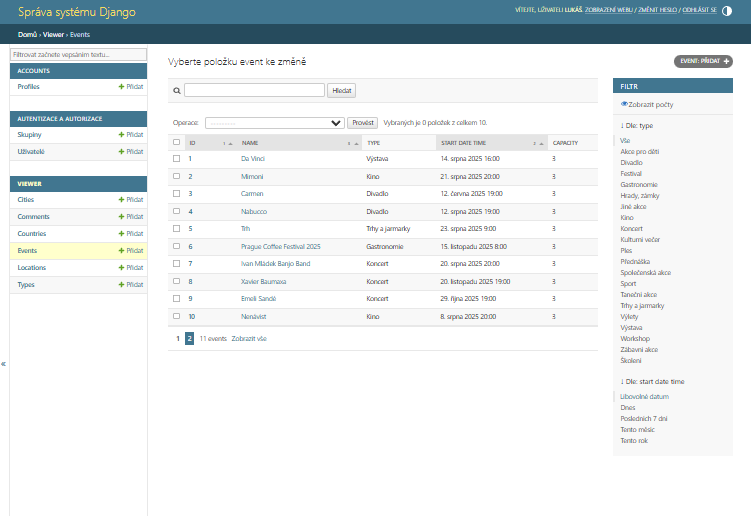 Správa systému Django
VÍTEJTE, UŽIVATELI LUKÁŠ. ZOBRAZENÍ WEBU / ZMĚNIT HESLO / ODHLÁSIT SE
Domů › Viewer › Events
Filtrovat začnete vepsáním textu...
ACCOUNTS
Profiles + Přidat
AUTENTIZACE A AUTORIZACE
Skupiny + Přidat
Uživatelé + Přidat
VIEWER
Cities + Přidat
Comments + Přidat
Countries + Přidat
Events + Přidat
Locations + Přidat
Types + Přidat
«
Vyberte položku event ke změně
EVENT: PŘIDAT +
Hledat
Operace: --------- Provést Vybraných je 0 položek z celkem 10.
ID 1 NAME 3 TYPE START DATE TIME 2 CAPACITY
1 Da Vinci Výstava 14. srpna 2025 16:00 3
2 Mimoni Kino 21. srpna 2025 20:00 3
3 Carmen Divadlo 12. června 2025 19:00 3
4 Nabucco Divadlo 12. srpna 2025 19:00 3
5 Trh Trhy a jarmarky 23. srpna 2025 9:00 3
6 Prague Coffee Festival 2025 Gastronomie 15. listopadu 2025 8:00 3
7 Ivan Mládek Banjo Band Koncert 20. srpna 2025 20:00 3
8 Xavier Baumaxa Koncert 20. listopadu 2025 19:00 3
9 Emeli Sandé Koncert 29. října 2025 19:00 3
10 Nenávist Kino 8. srpna 2025 20:00 3
1 2 11 events Zobrazit vše
FILTR
Zobrazit počty
↓ Dle: type
Vše
Akce pro děti
Divadlo
Festival
Gastronomie
Hrady, zámky
Jiné akce
Kino
Koncert
Kulturní večer
Ples
Přednáška
Společenská akce
Sport
Taneční akce
Trhy a jarmarky
Výlety
Výstava
Workshop
Zábavní akce
Školení
↓ Dle: start date time
Libovolné datum
Dnes
Posledních 7 dní
Tento měsíc
Tento rok